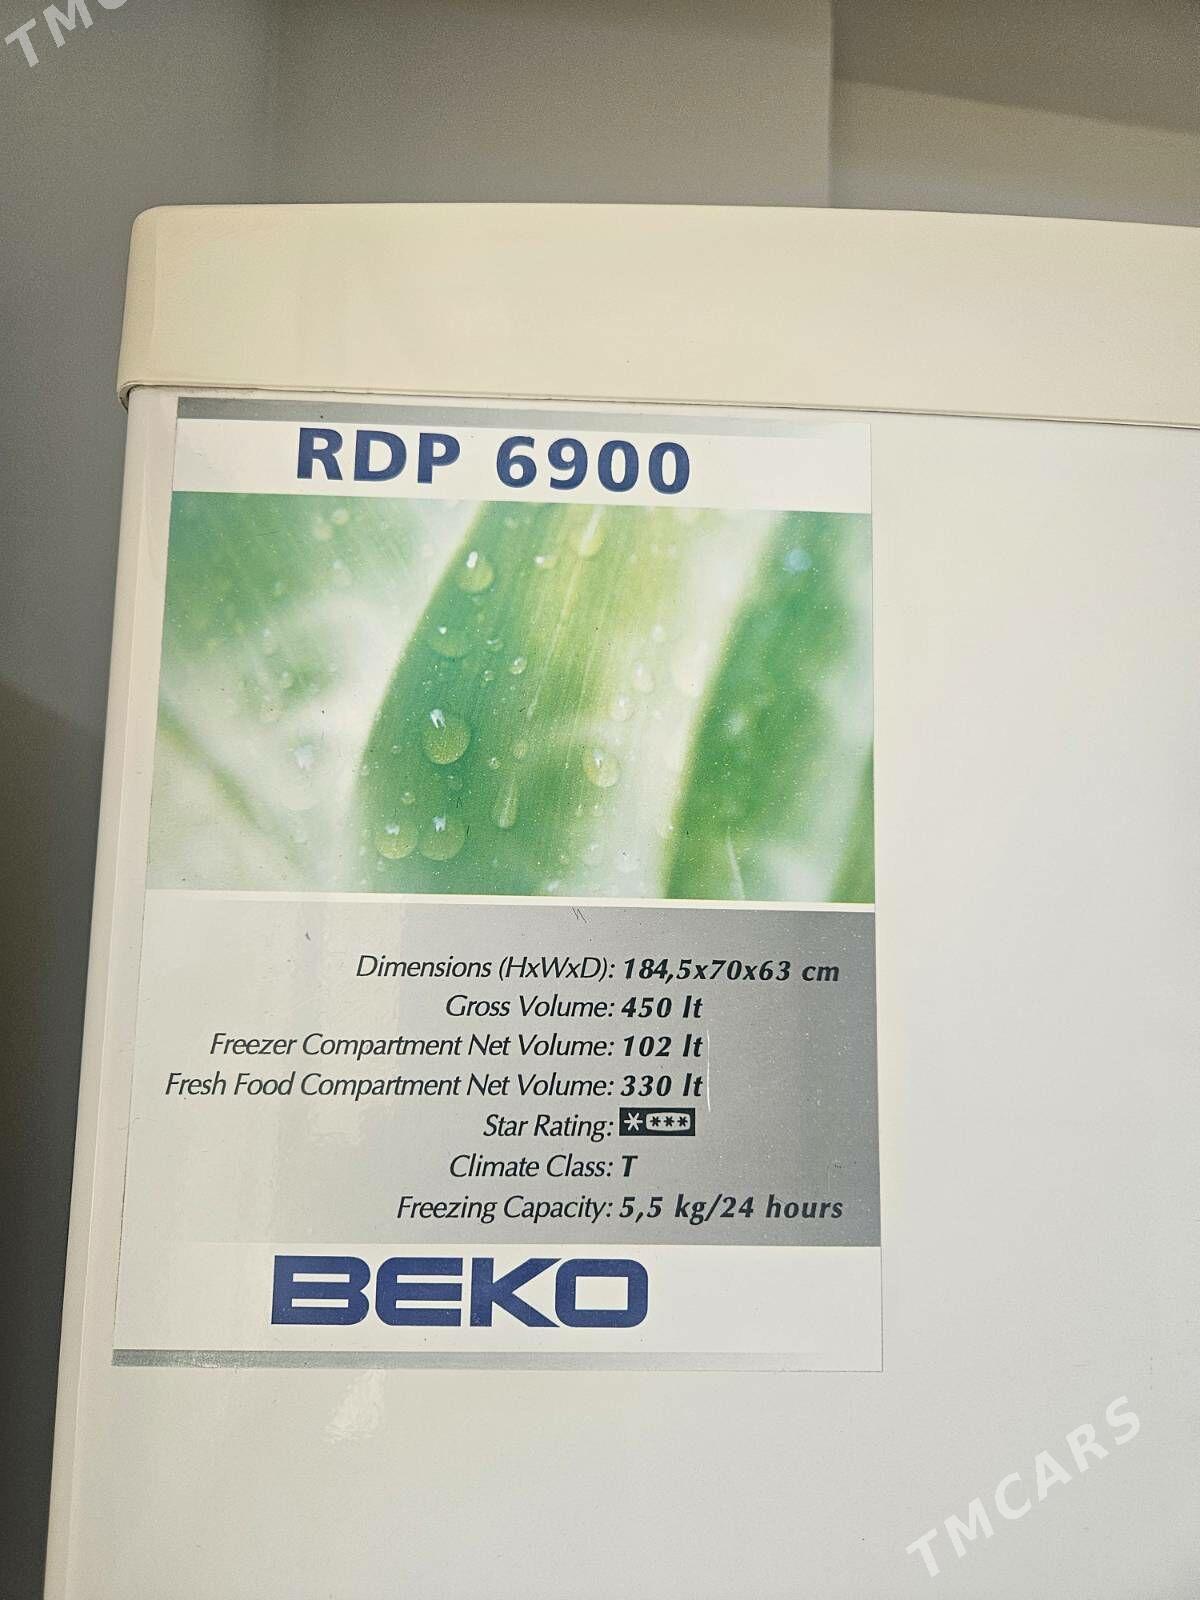 TMC
RDP 6900
Dimensions (HxWxD): 184,5x70x63 cm
Gross Volume: 450 lt
Freezer Compartment Net Volume: 102 lt
Fresh Food Compartment Net Volume: 330 lt
Star Rating: * ***
Climate Class: T
Freezing Capacity: 5,5 kg/24 hours
BEKO
TMCARS